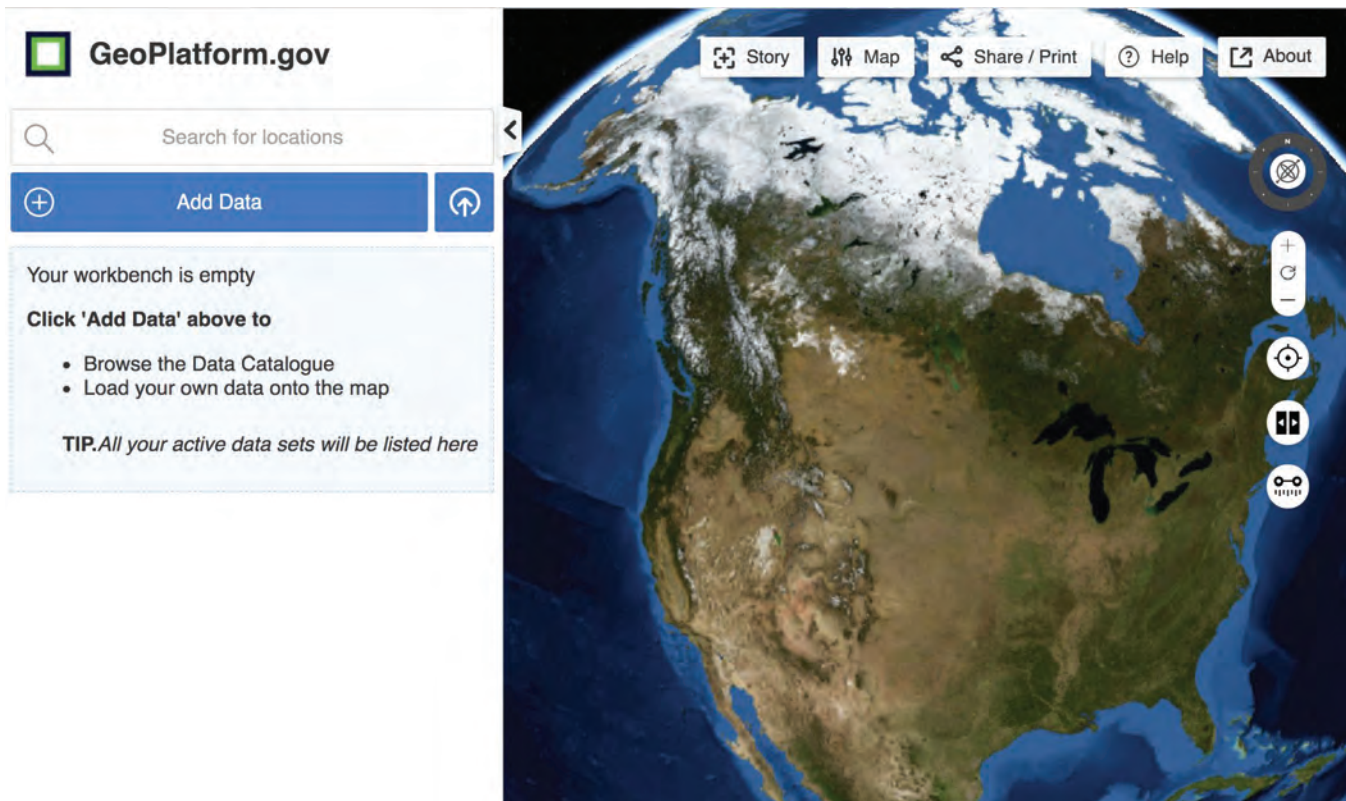 GeoPlatform.gov
Story
Map
Share / Print
Help
About
Search for locations
Add Data
Your workbench is empty
Click 'Add Data' above to
• Browse the Data Catalogue
• Load your own data onto the map
TIP.All your active data sets will be listed here
N